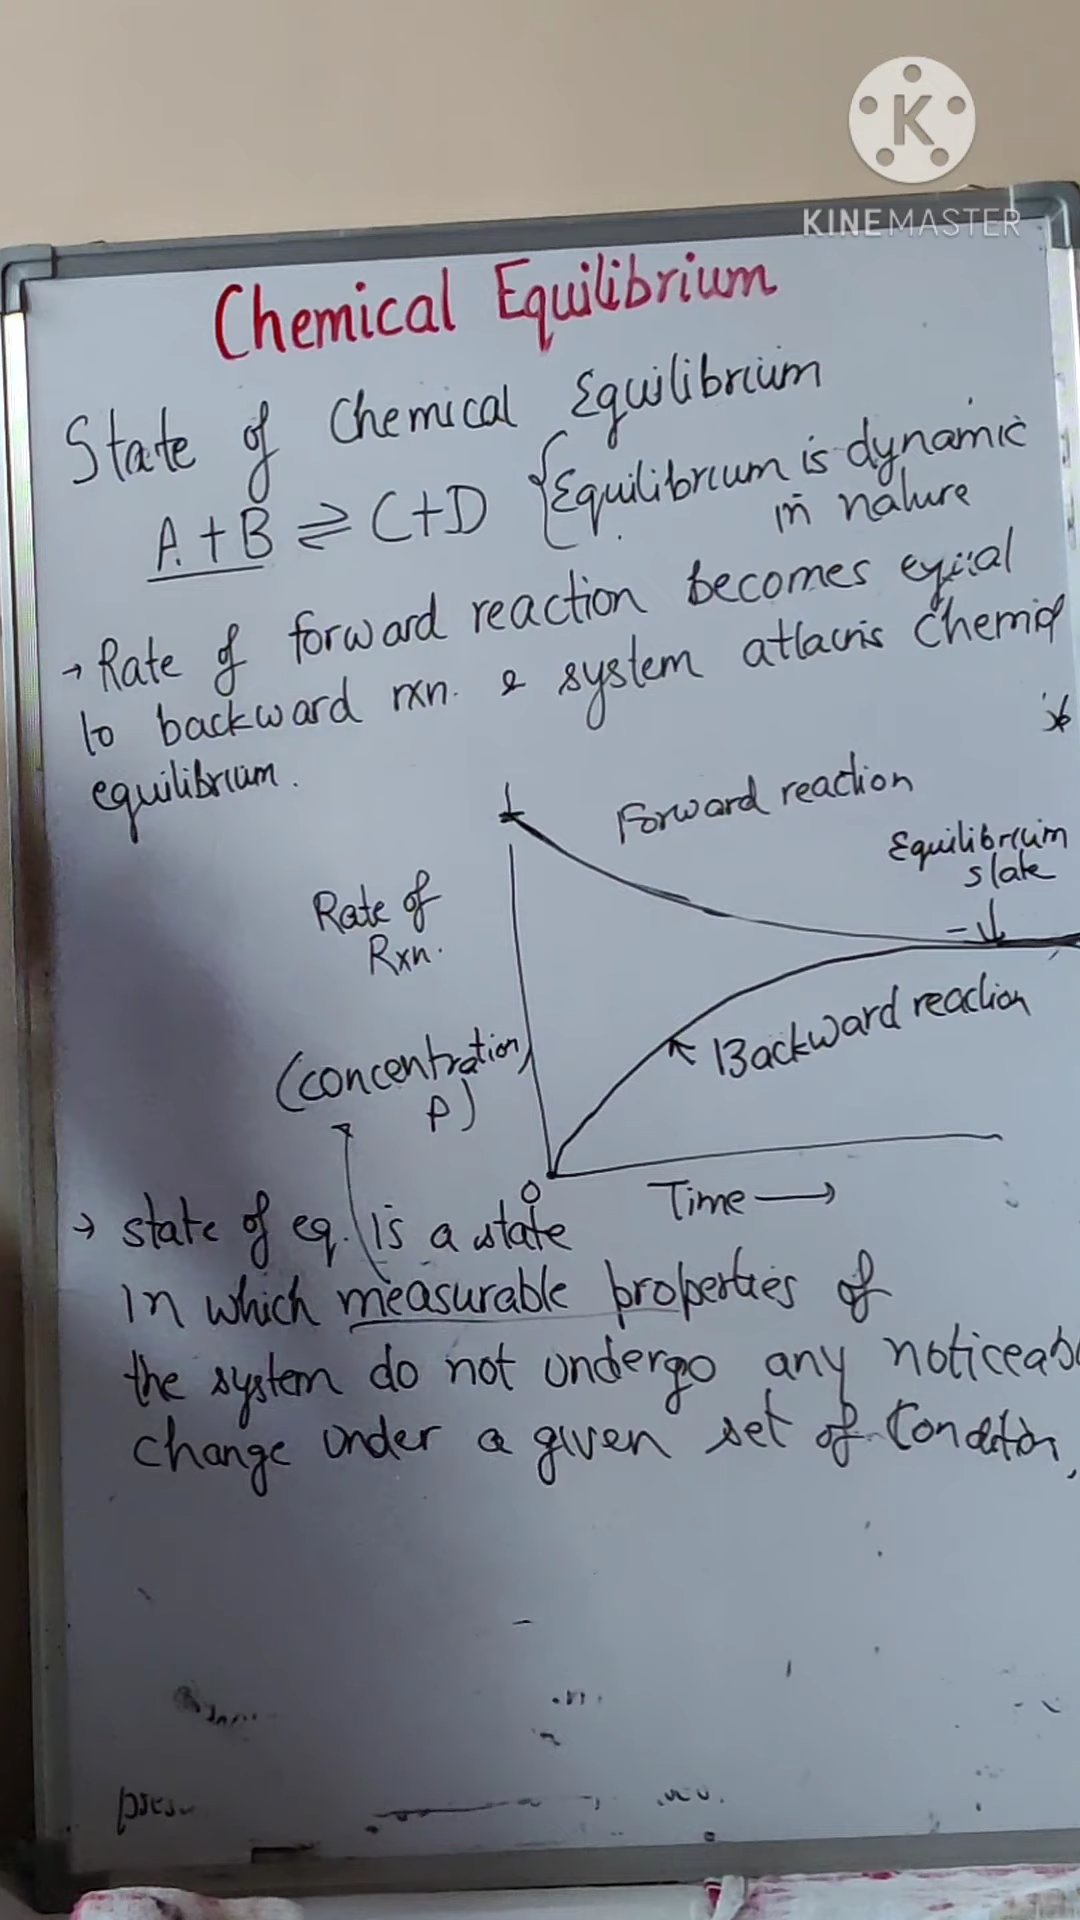 K
KINEMASTER
Chemical Equilibrium
State of Chemical Equilibrium
A + B ⇌ C+D {Equilibrium is dynamic
in nature
→ Rate of forward reaction becomes equal
to backward rxn. & system attains Chemical
equilibrium.
Forward reaction
Equilibrium
state
Rate of
Rxn.
Backward reaction
(Concentration,
P)
0
Time →
→ state of eq. is a state
in which measurable properties of
the system do not undergo any noticeab
change under a given set of Condition,